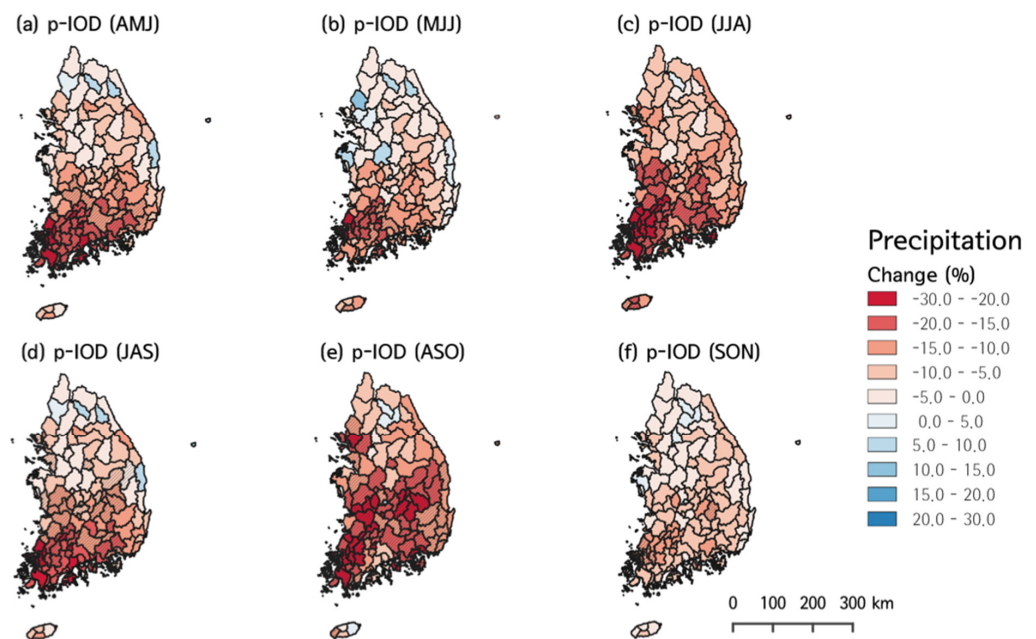 (a) p-IOD (AMJ)
(b) p-IOD (MJJ)
(c) p-IOD (JJA)
(d) p-IOD (JAS)
(e) p-IOD (ASO)
(f) p-IOD (SON)
Precipitation
Change (%)
-30.0 - -20.0
-20.0 - -15.0
-15.0 - -10.0
-10.0 - -5.0
-5.0 - 0.0
0.0 - 5.0
5.0 - 10.0
10.0 - 15.0
15.0 - 20.0
20.0 - 30.0
0 100 200 300 km